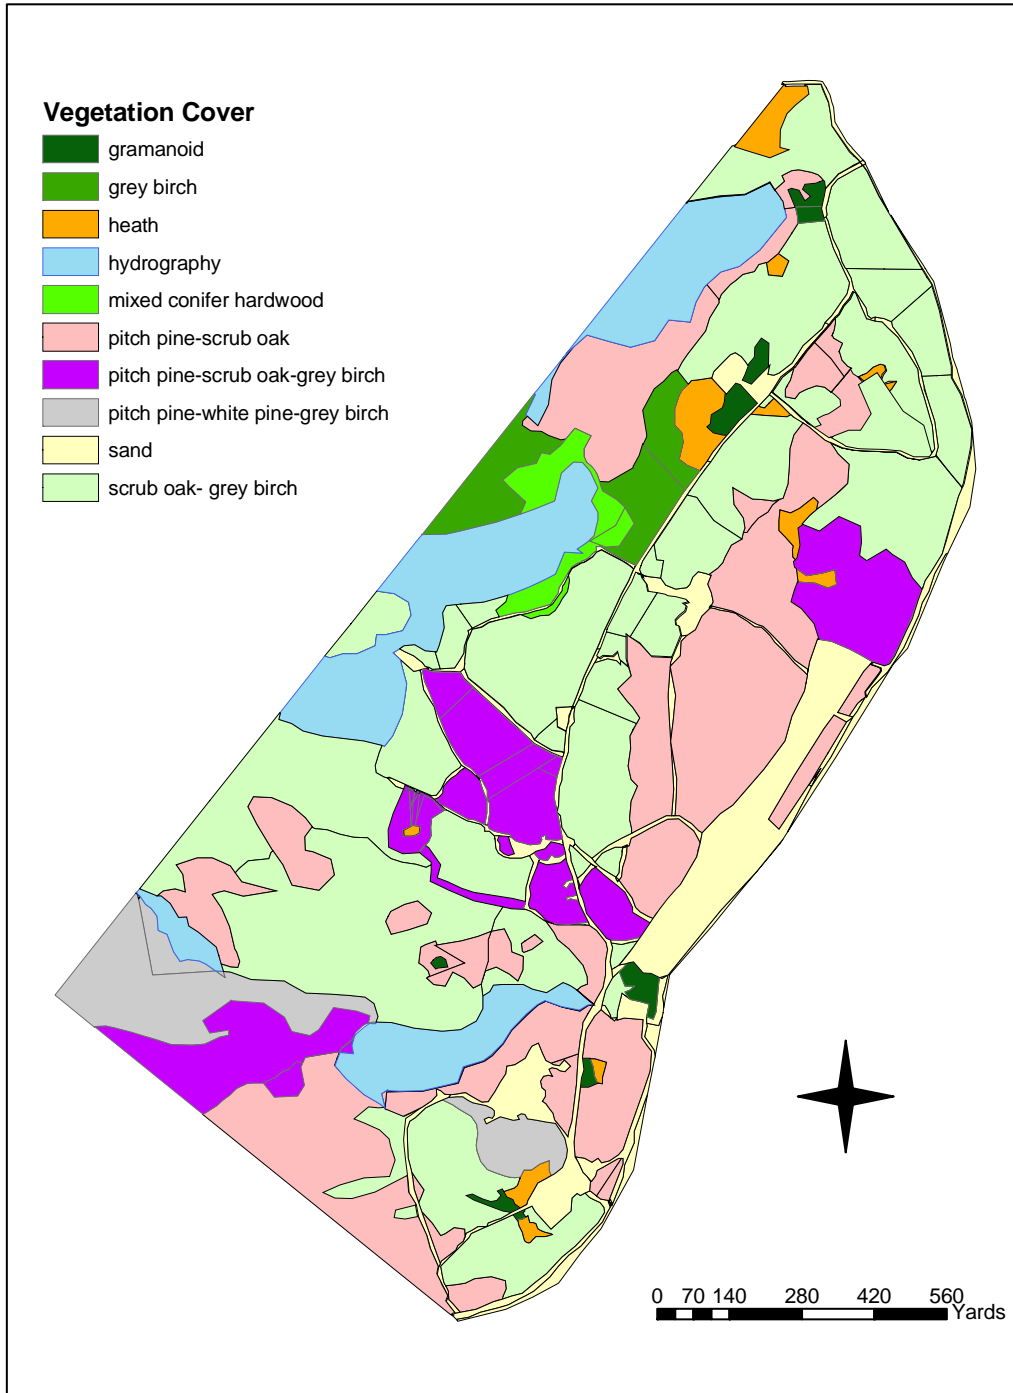 Vegetation Cover
gramanoid
grey birch
heath
hydrography
mixed conifer hardwood
pitch pine-scrub oak
pitch pine-scrub oak-grey birch
pitch pine-white pine-grey birch
sand
scrub oak- grey birch
0 70 140 280 420 560
Yards